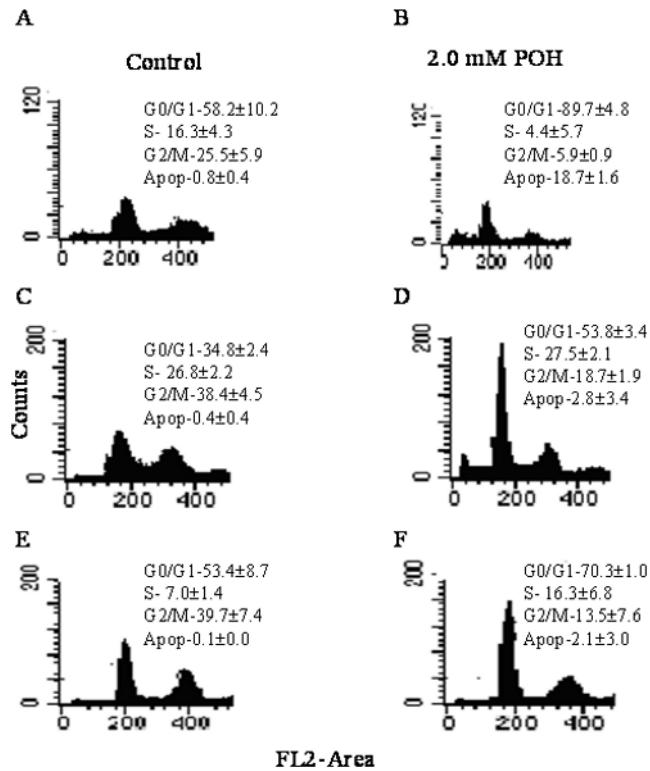 A
B
Control
2.0 mM POH
120
0
G0/G1-58.2±10.2
S- 16.3±4.3
G2/M-25.5±5.9
Apop-0.8±0.4
0 200 400
120
0
G0/G1-89.7±4.8
S- 4.4±5.7
G2/M-5.9±0.9
Apop-18.7±1.6
0 200 400
C
D
Counts
200
0
G0/G1-34.8±2.4
S- 26.8±2.2
G2/M-38.4±4.5
Apop-0.4±0.4
0 200 400
200
0
G0/G1-53.8±3.4
S- 27.5±2.1
G2/M-18.7±1.9
Apop-2.8±3.4
0 200 400
E
F
200
0
G0/G1-53.4±8.7
S- 7.0±1.4
G2/M-39.7±7.4
Apop-0.1±0.0
0 200 400
200
0
G0/G1-70.3±1.0
S- 16.3±6.8
G2/M-13.5±7.6
Apop-2.1±3.0
0 200 400
FL2-Area